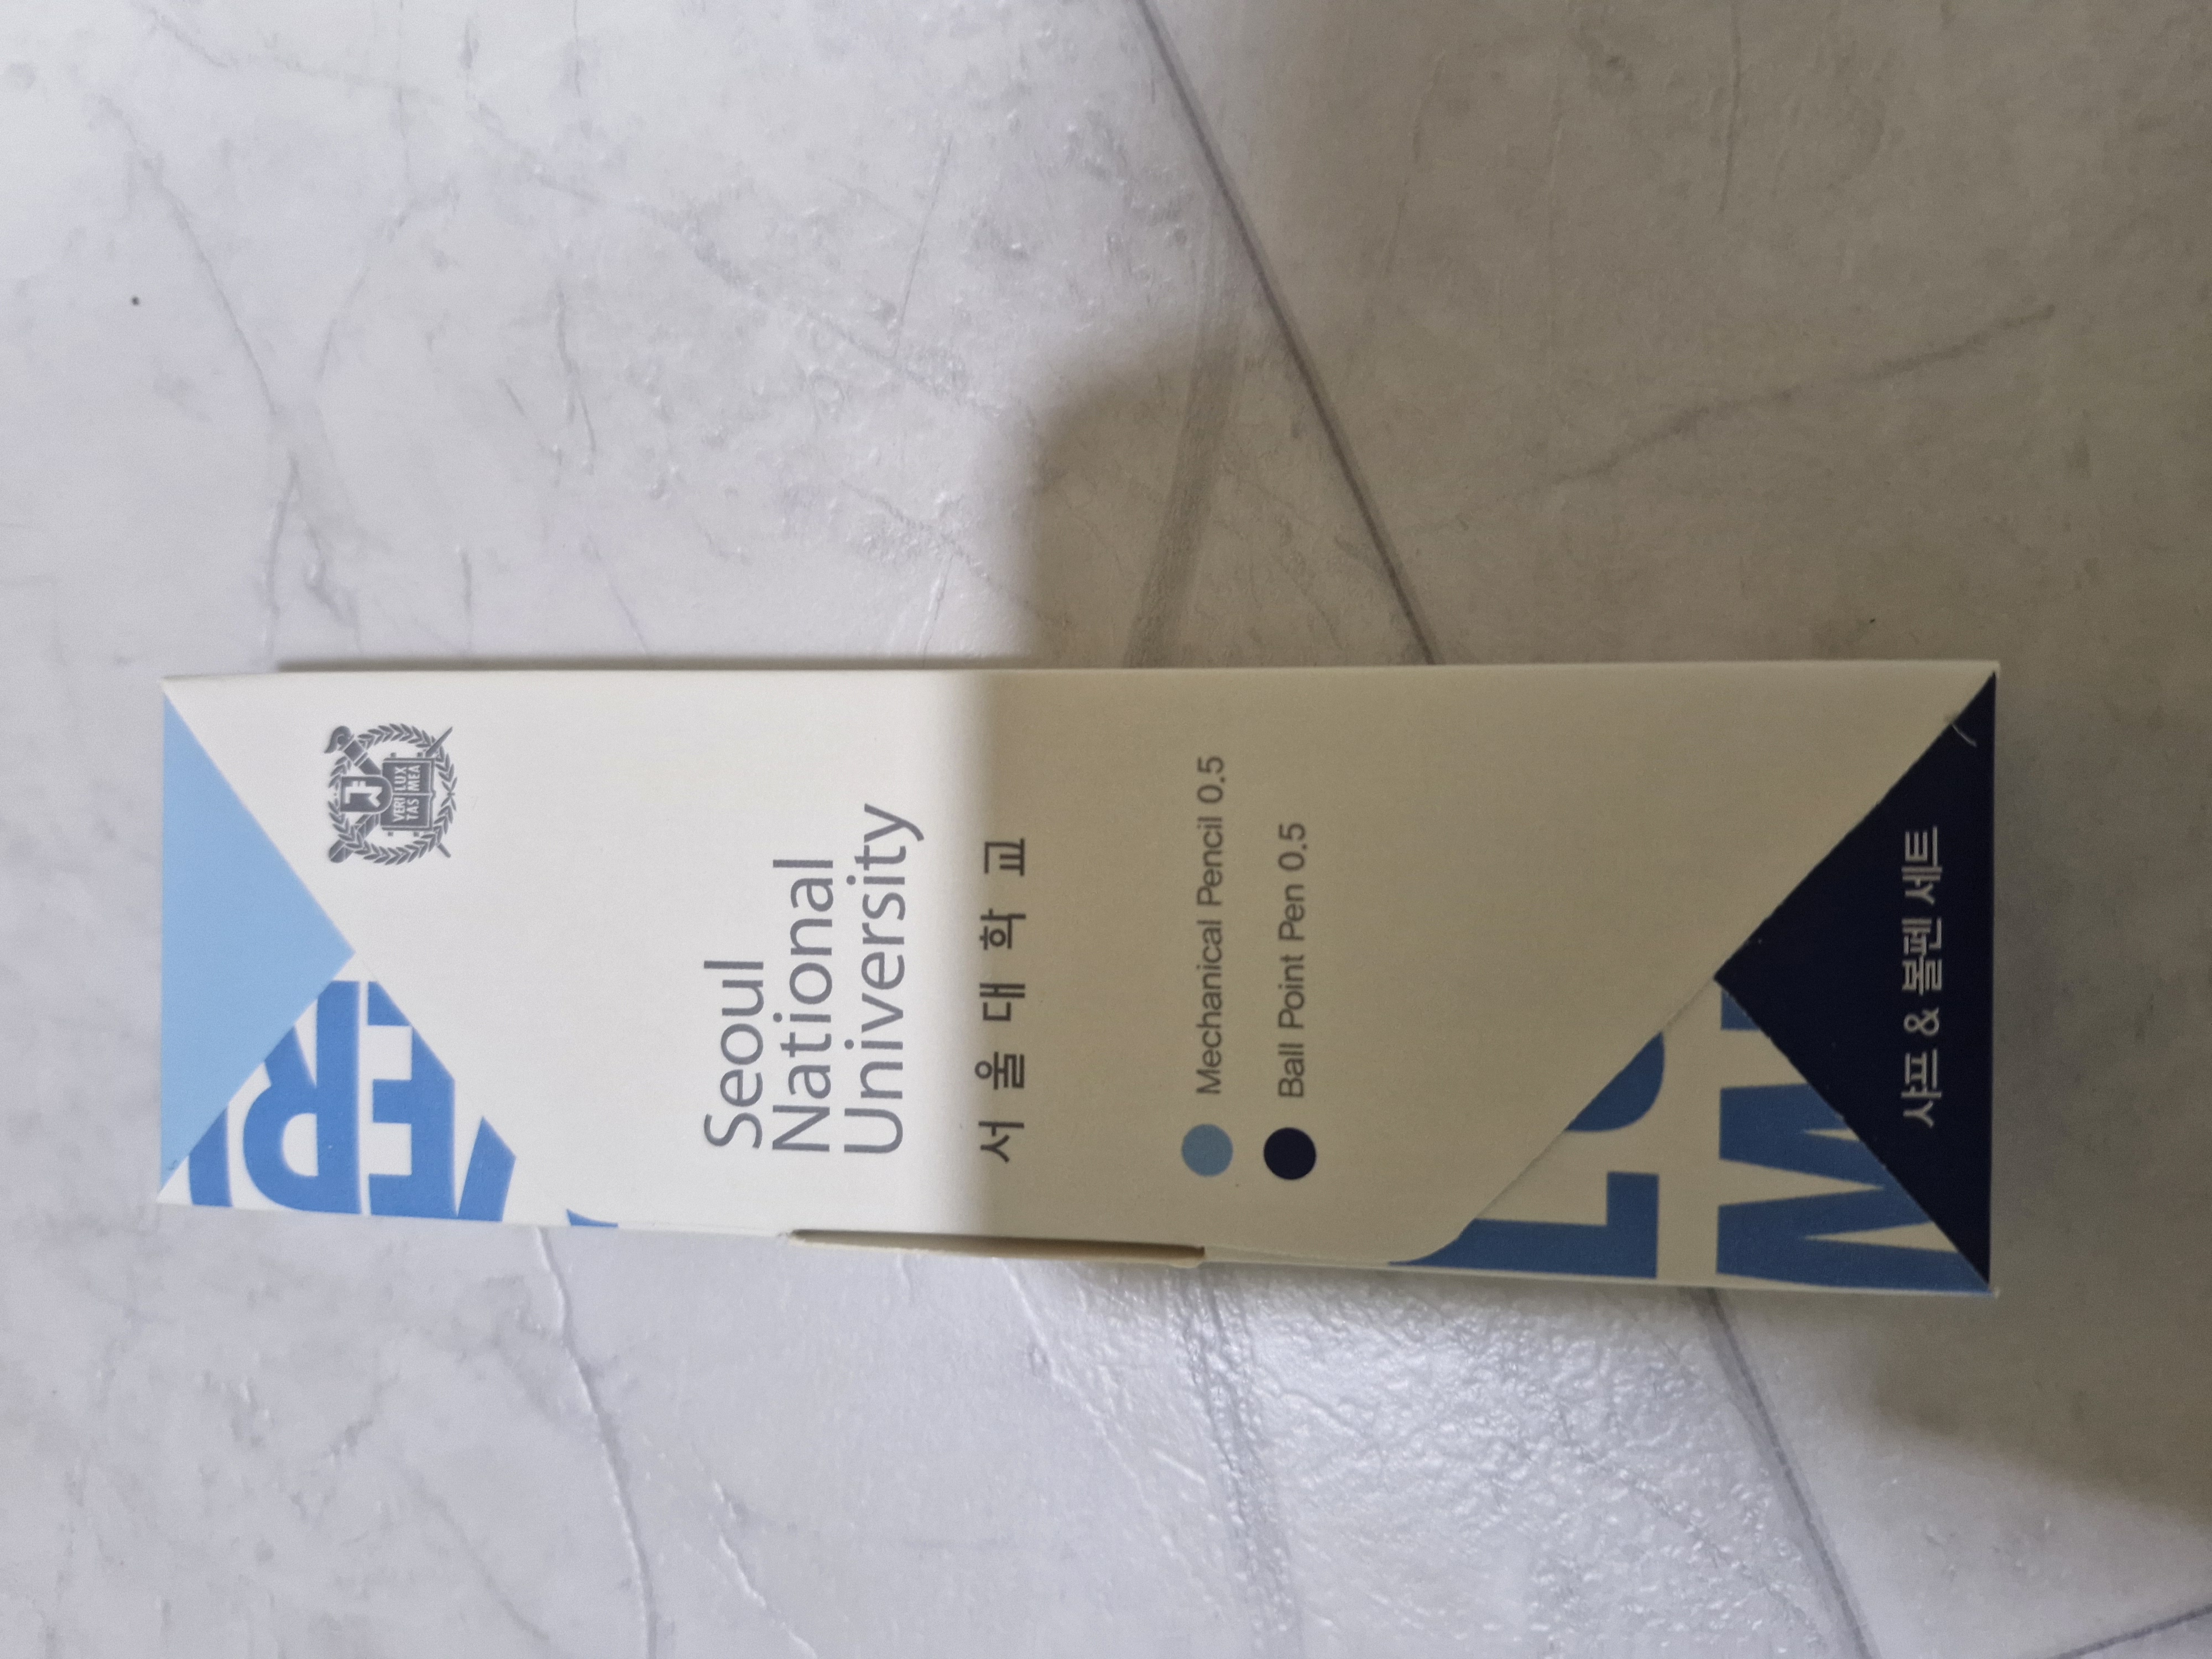 VERI
TAS
LUX
MEA
Seoul
National
University
서울대학교
Mechanical Pencil 0.5
Ball Point Pen 0.5
샤프 & 볼펜 세트